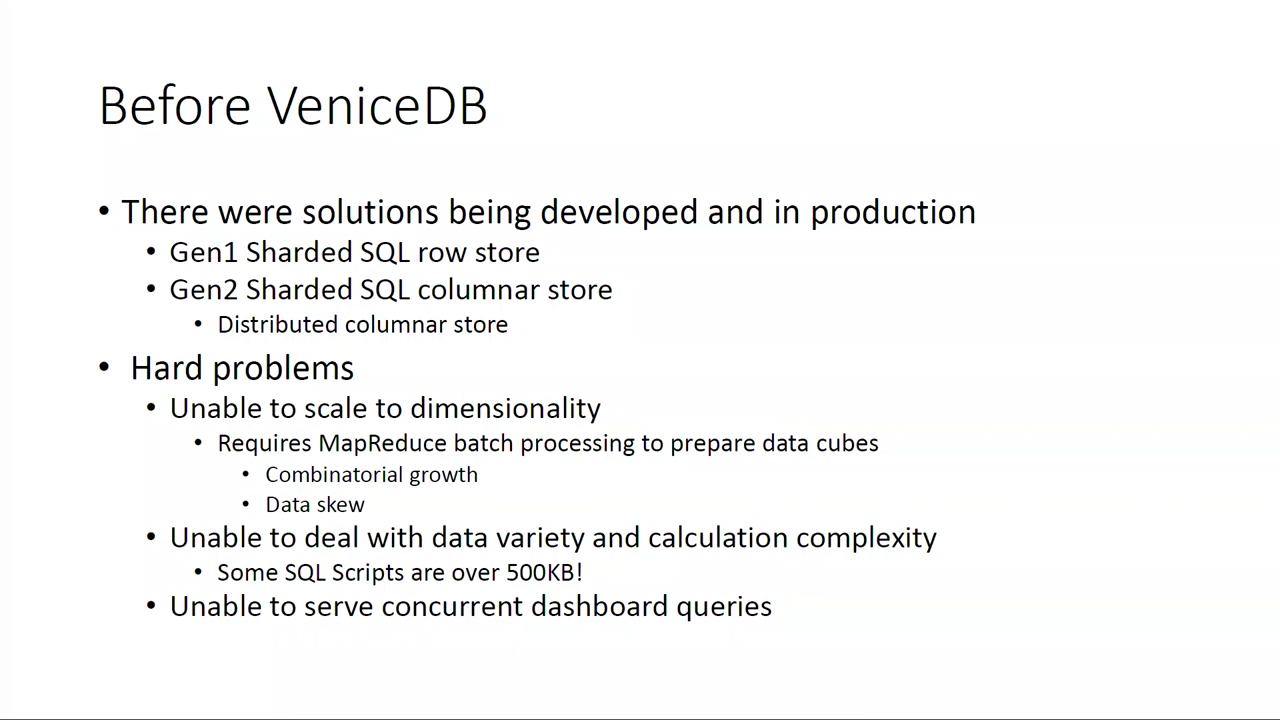 Before VeniceDB
• There were solutions being developed and in production
• Gen1 Sharded SQL row store
• Gen2 Sharded SQL columnar store
• Distributed columnar store
• Hard problems
• Unable to scale to dimensionality
• Requires MapReduce batch processing to prepare data cubes
• Combinatorial growth
• Data skew
• Unable to deal with data variety and calculation complexity
• Some SQL Scripts are over 500KB!
• Unable to serve concurrent dashboard queries